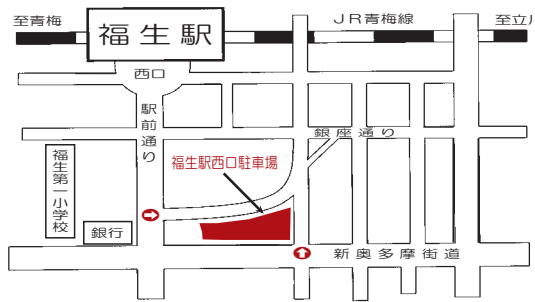 至青梅
福生駅
JR青梅線
至立川
西口
駅前通り
銀座通り
福生第一小学校
福生駅西口駐車場
銀行
新奥多摩街道